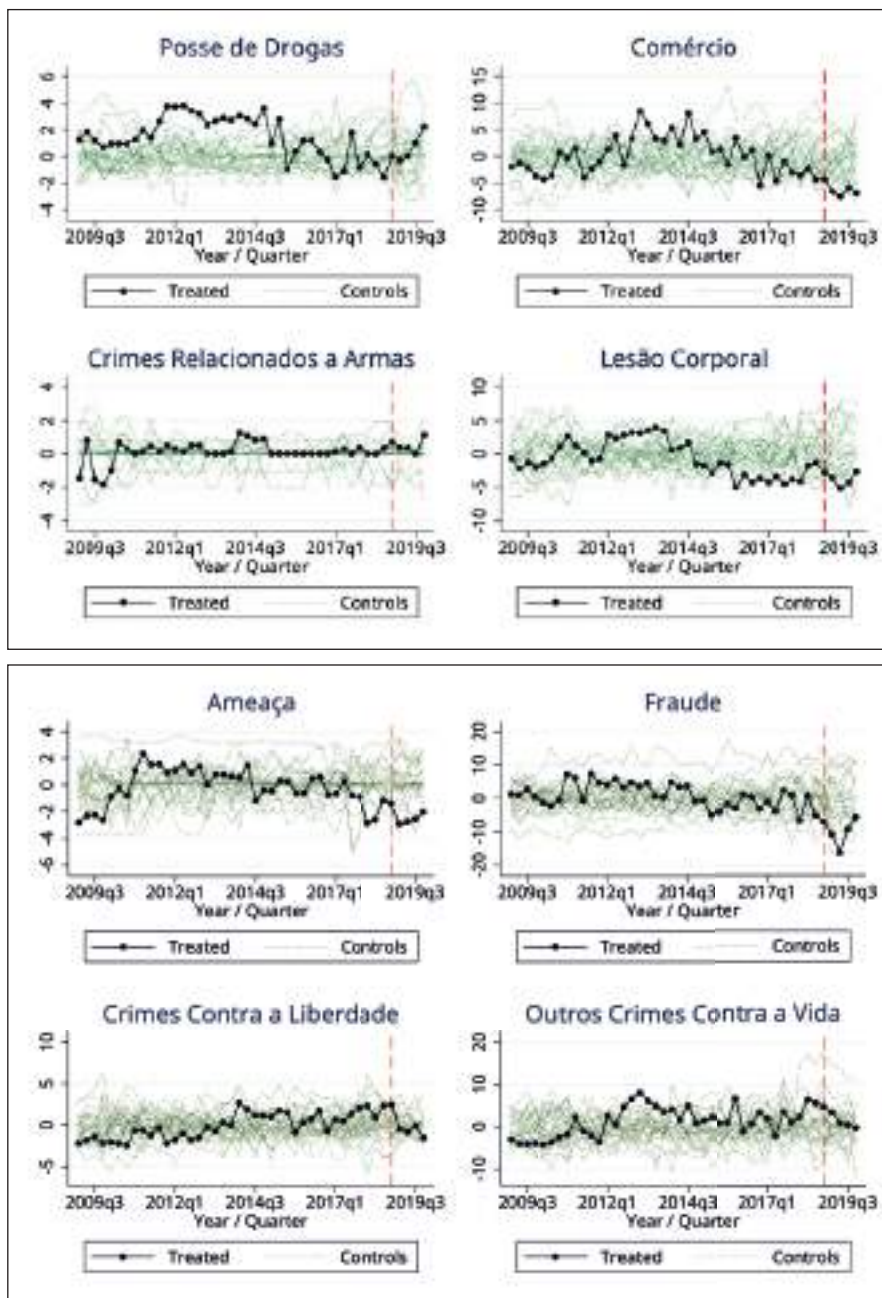 Posse de Drogas
6
4
2
0
-2
-4
2009q3 2012q1 2014q3 2017q1 2019q3
Year / Quarter
Treated Controls
Comércio
15
10
5
0
-5
-10
2009q3 2012q1 2014q3 2017q1 2019q3
Year / Quarter
Treated Controls
Crimes Relacionados a Armas
4
2
0
-2
-4
2009q3 2012q1 2014q3 2017q1 2019q3
Year / Quarter
Treated Controls
Lesão Corporal
10
5
0
-5
-10
2009q3 2012q1 2014q3 2017q1 2019q3
Year / Quarter
Treated Controls
Ameaça
4
2
0
-2
-4
-6
2009q3 2012q1 2014q3 2017q1 2019q3
Year / Quarter
Treated Controls
Fraude
20
10
0
-10
-20
2009q3 2012q1 2014q3 2017q1 2019q3
Year / Quarter
Treated Controls
Crimes Contra a Liberdade
10
5
0
-5
2009q3 2012q1 2014q3 2017q1 2019q3
Year / Quarter
Treated Controls
Outros Crimes Contra a Vida
20
10
0
-10
2009q3 2012q1 2014q3 2017q1 2019q3
Year / Quarter
Treated Controls